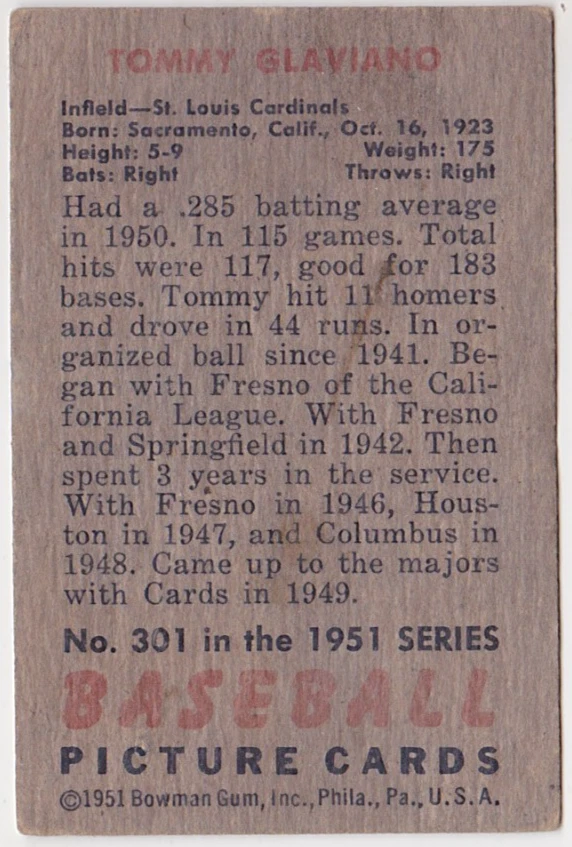 TOMMY GLAVIANO
Infield—St. Louis Cardinals
Born: Sacramento, Calif., Oct. 16, 1923
Height: 5-9 Weight: 175
Bats: Right Throws: Right
Had a .285 batting average
in 1950. In 115 games. Total
hits were 117, good for 183
bases. Tommy hit 11 homers
and drove in 44 runs. In or-
ganized ball since 1941. Be-
gan with Fresno of the Cali-
fornia League. With Fresno
and Springfield in 1942. Then
spent 3 years in the service.
With Fresno in 1946, Hous-
ton in 1947, and Columbus in
1948. Came up to the majors
with Cards in 1949.
No. 301 in the 1951 SERIES
BASEBALL
PICTURE CARDS
©1951 Bowman Gum, Inc., Phila., Pa., U.S.A.